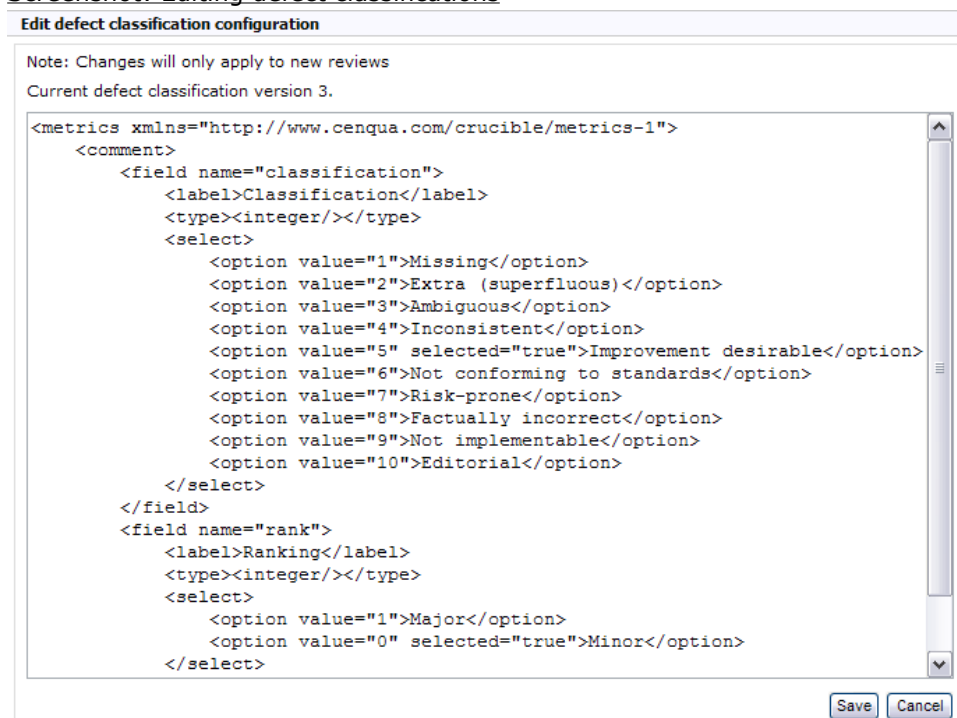 Screenshot: Editing defect classifications
Edit defect classification configuration
Note: Changes will only apply to new reviews
Current defect classification version 3.
<metrics xmlns="http://www.cenqua.com/crucible/metrics-1">
    <comment>
        <field name="classification">
            <label>Classification</label>
            <type><integer/></type>
            <select>
                <option value="1">Missing</option>
                <option value="2">Extra (superfluous)</option>
                <option value="3">Ambiguous</option>
                <option value="4">Inconsistent</option>
                <option value="5" selected="true">Improvement desirable</option>
                <option value="6">Not conforming to standards</option>
                <option value="7">Risk-prone</option>
                <option value="8">Factually incorrect</option>
                <option value="9">Not implementable</option>
                <option value="10">Editorial</option>
            </select>
        </field>
        <field name="rank">
            <label>Ranking</label>
            <type><integer/></type>
            <select>
                <option value="1">Major</option>
                <option value="0" selected="true">Minor</option>
            </select>
Save Cancel